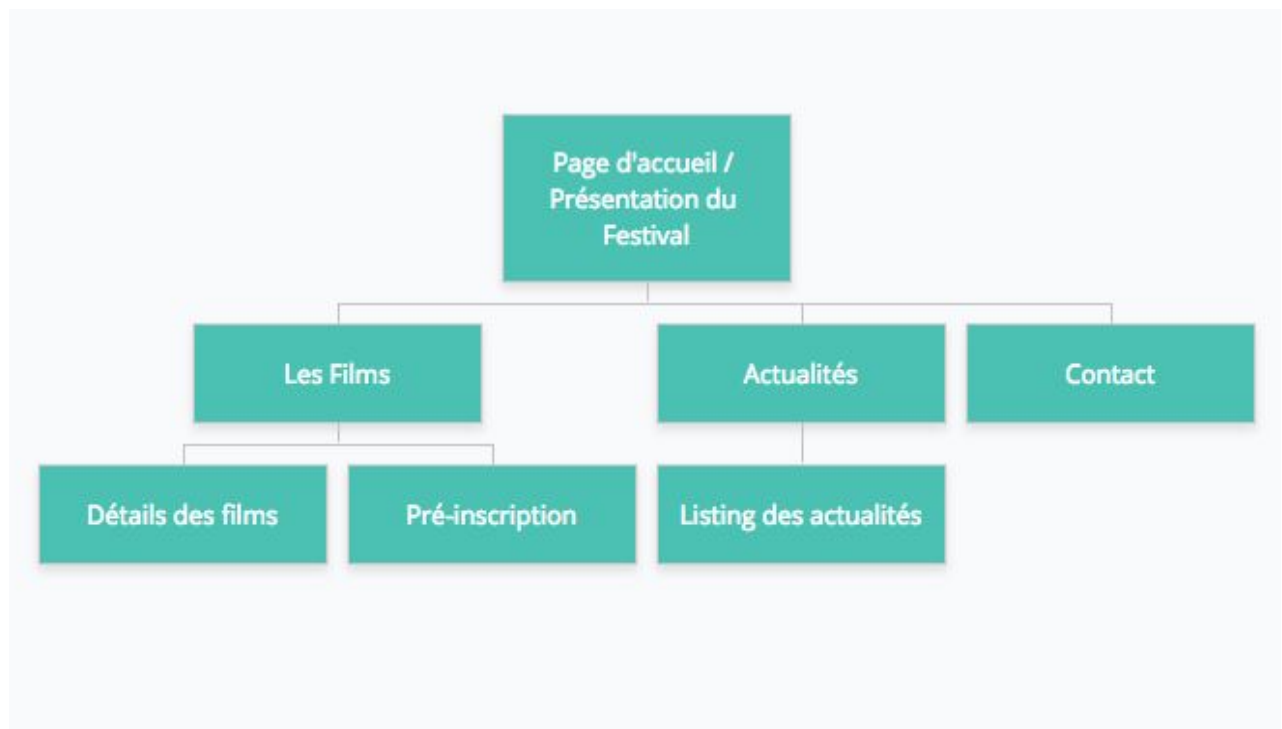 Page d'accueil /
Présentation du
Festival
Les Films
Actualités
Contact
Détails des films
Pré-inscription
Listing des actualités